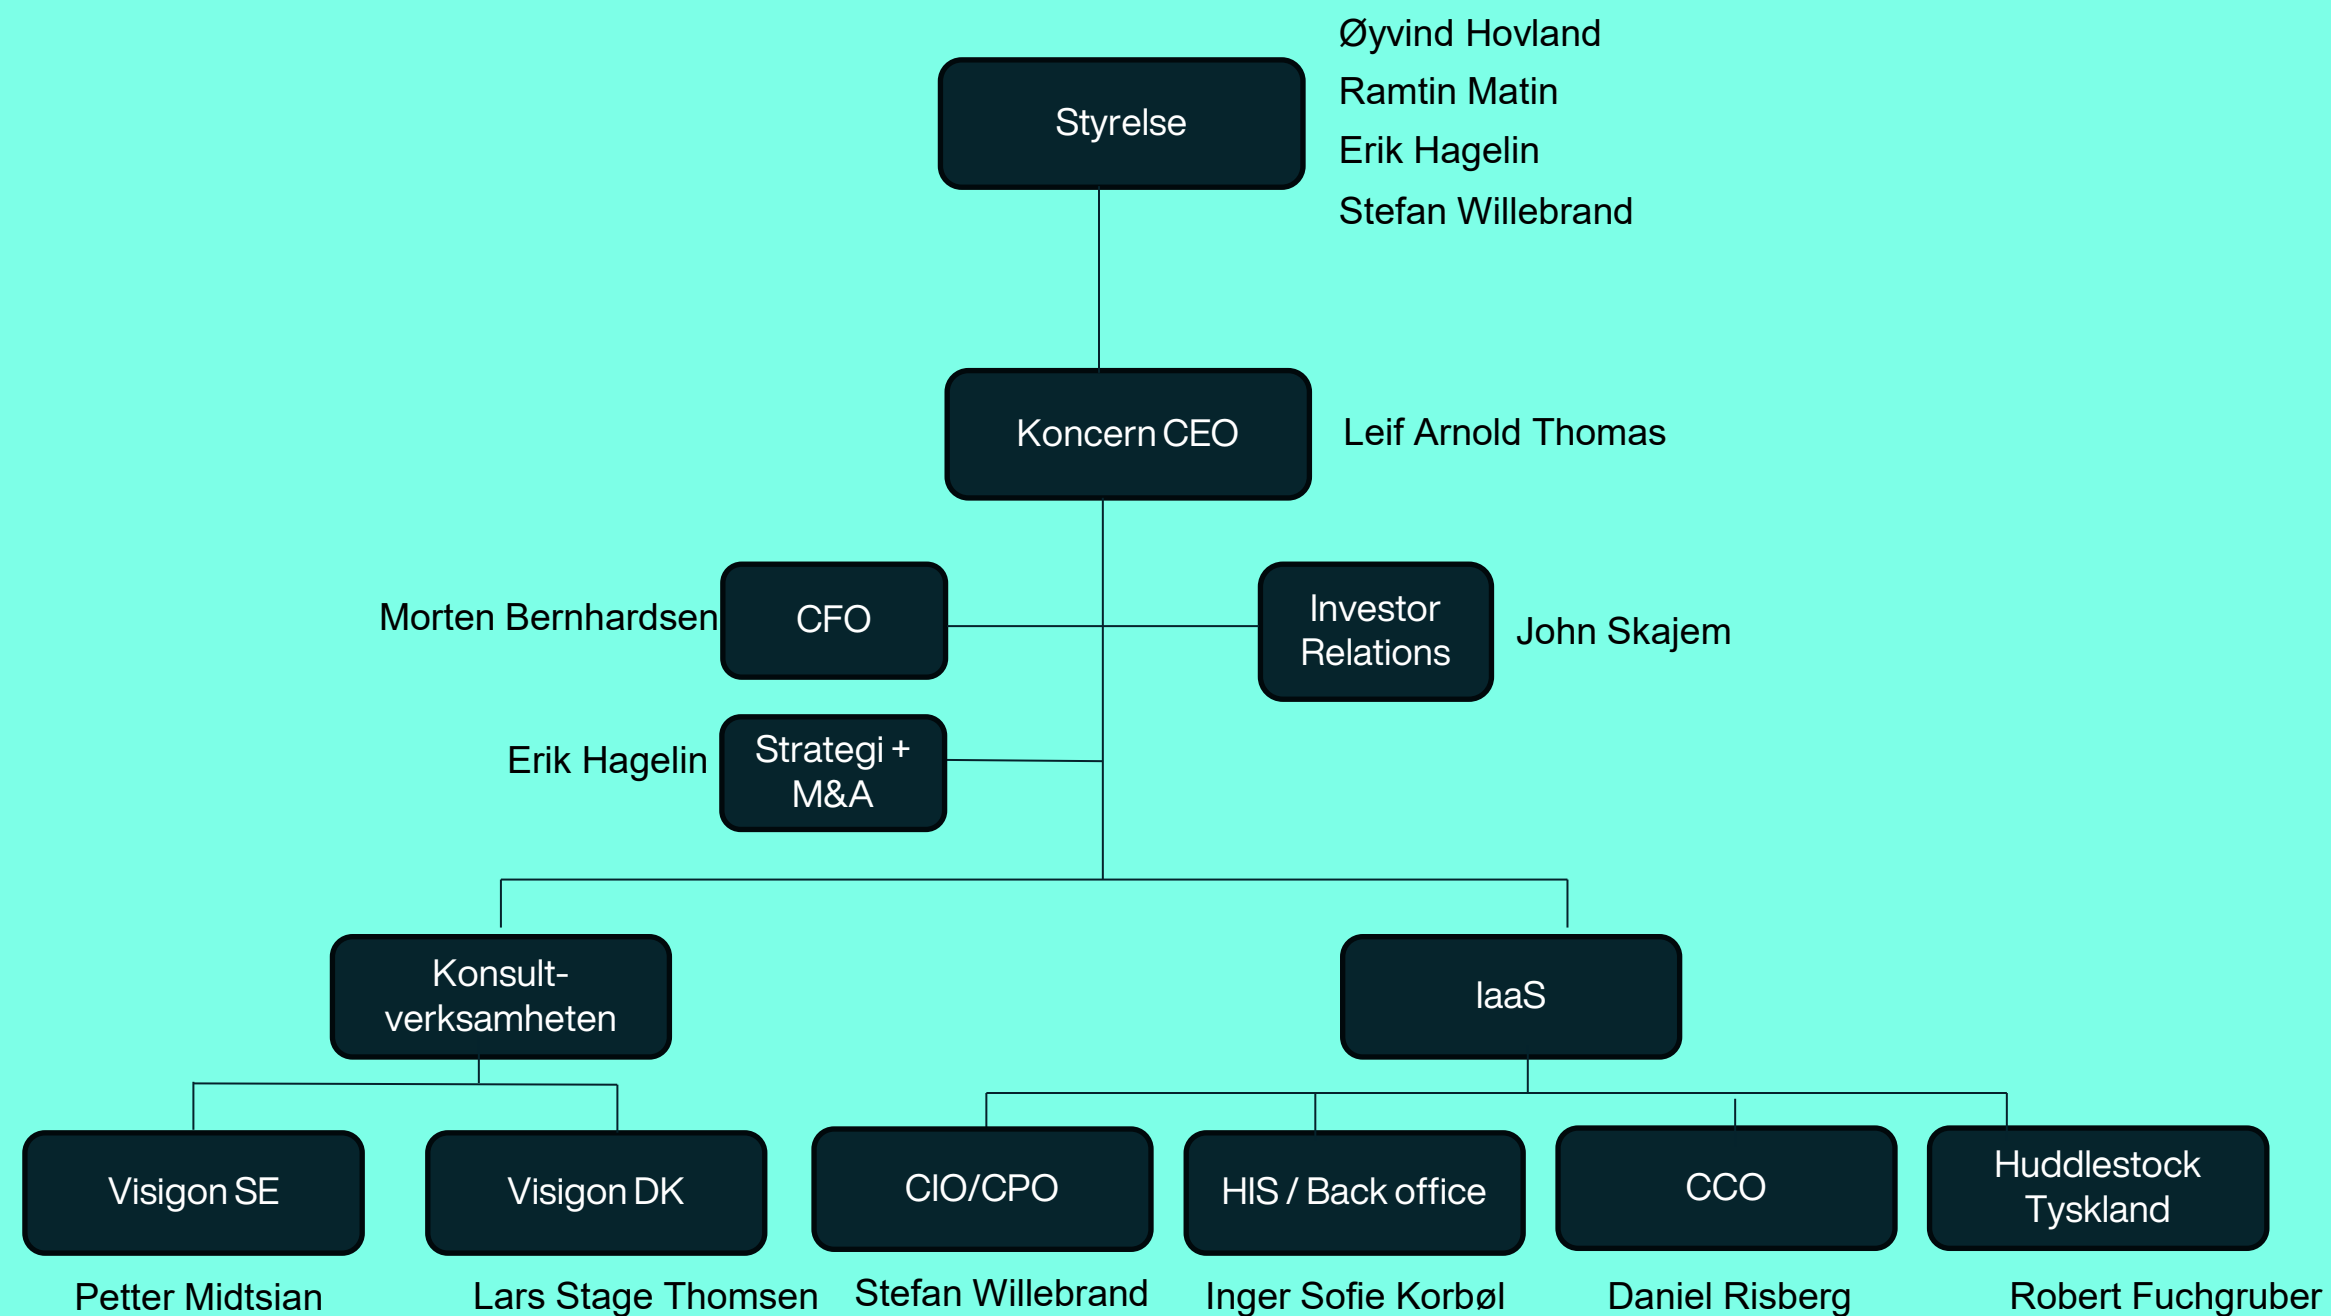 Øyvind Hovland
Styrelse
Ramtin Matin
Erik Hagelin
Stefan Willebrand
Koncern CEO
Leif Arnold Thomas
Morten Bernhardsen
CFO
Investor
Relations
John Skajem
Erik Hagelin
Strategi +
M&A
Konsult-
verksamheten
IaaS
Visigon SE
Visigon DK
CIO/CPO
HIS / Back office
CCO
Huddlestock
Tyskland
Petter Midtsian
Lars Stage Thomsen
Stefan Willebrand
Inger Sofie Korbøl
Daniel Risberg
Robert Fuchgruber